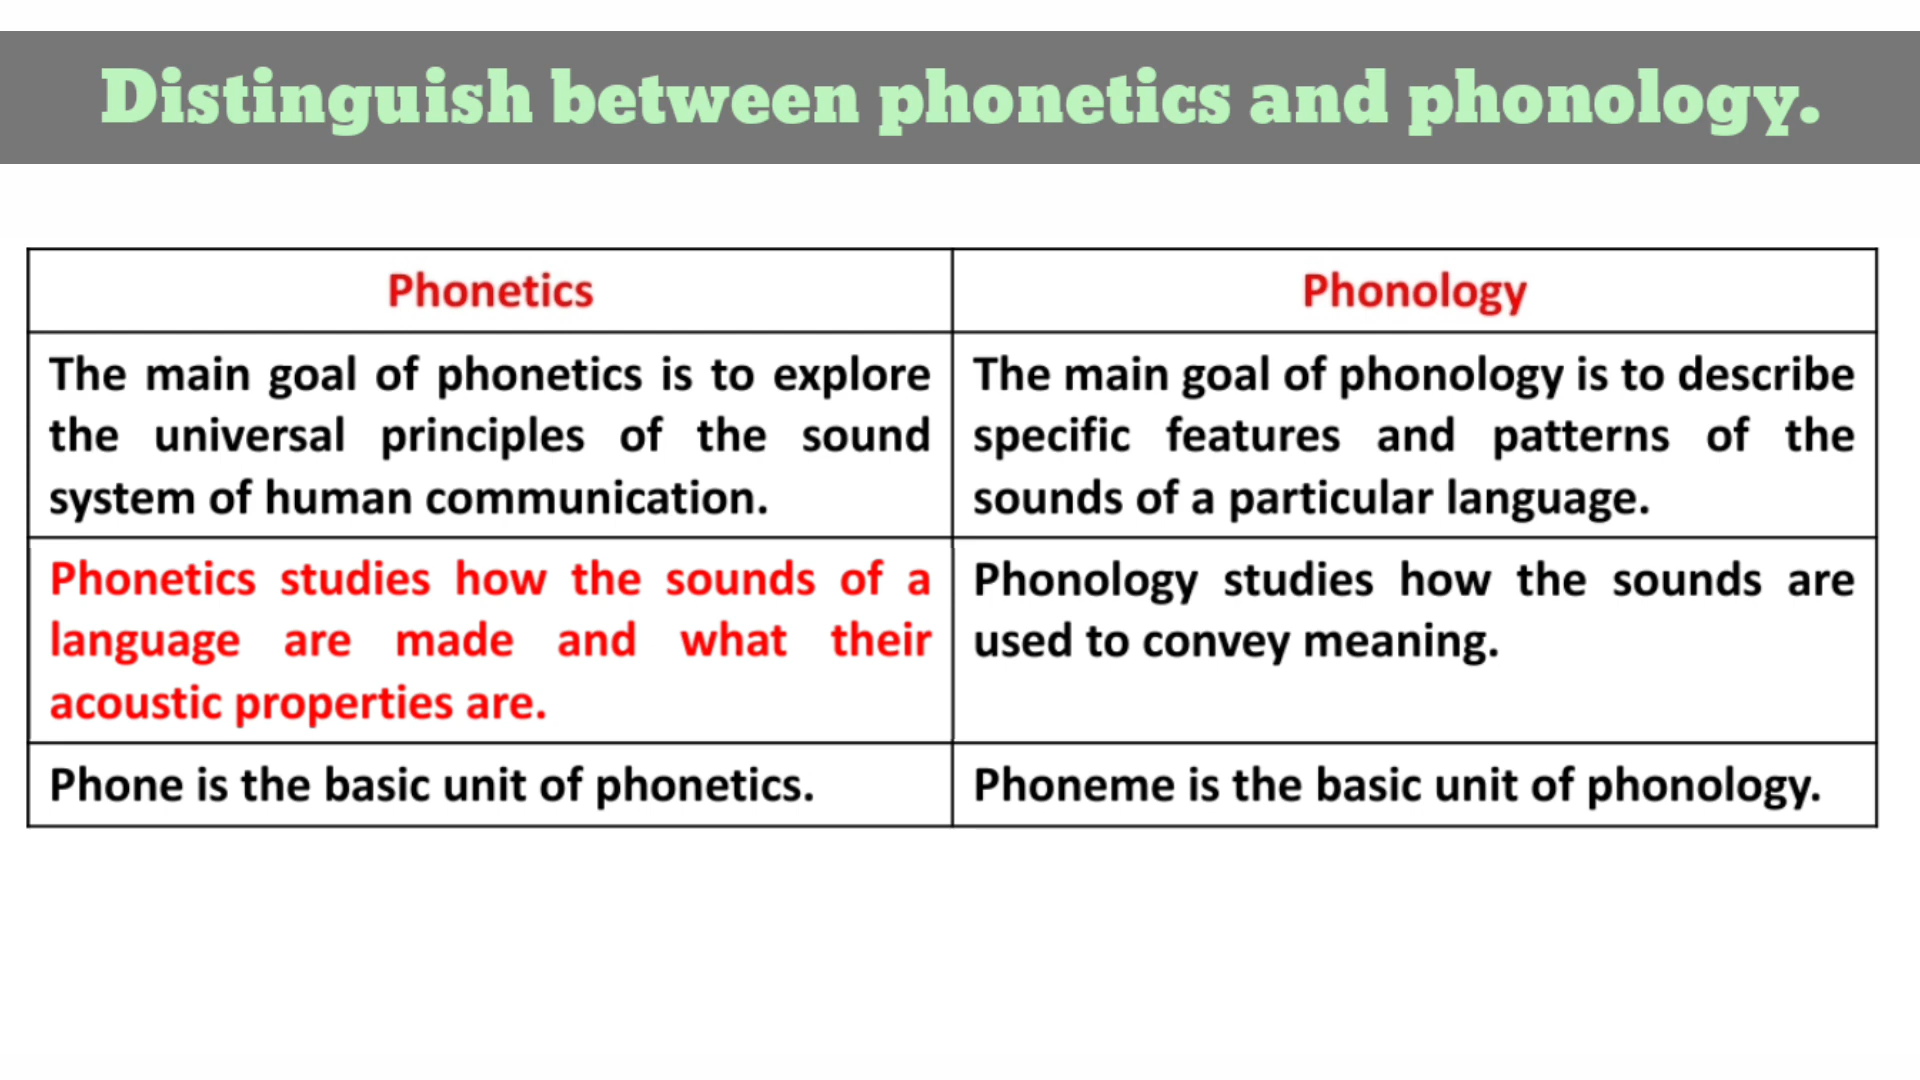 Distinguish between phonetics and phonology.
Phonetics
Phonology
The main goal of phonetics is to explore
the universal principles of the sound
system of human communication.
The main goal of phonology is to describe
specific features and patterns of the
sounds of a particular language.
Phonetics studies how the sounds of a
language are made and what their
acoustic properties are.
Phonology studies how the sounds are
used to convey meaning.
Phone is the basic unit of phonetics.
Phoneme is the basic unit of phonology.